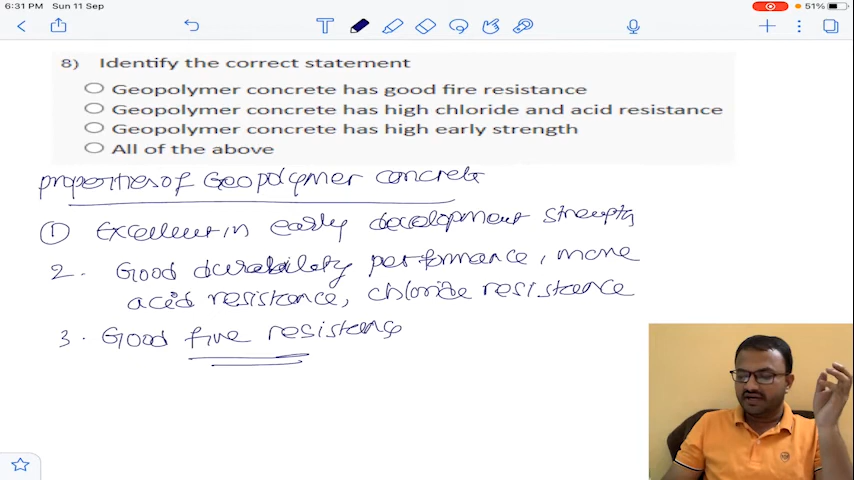 6:31 PM Sun 11 Sep
51%
8) Identify the correct statement
Geopolymer concrete has good fire resistance
Geopolymer concrete has high chloride and acid resistance
Geopolymer concrete has high early strength
All of the above
properties of Geopolymer concrete
① Excellent in early development strength
2. Good durability performance, more
acid resistance, chloride resistance
3. Good fire resistance